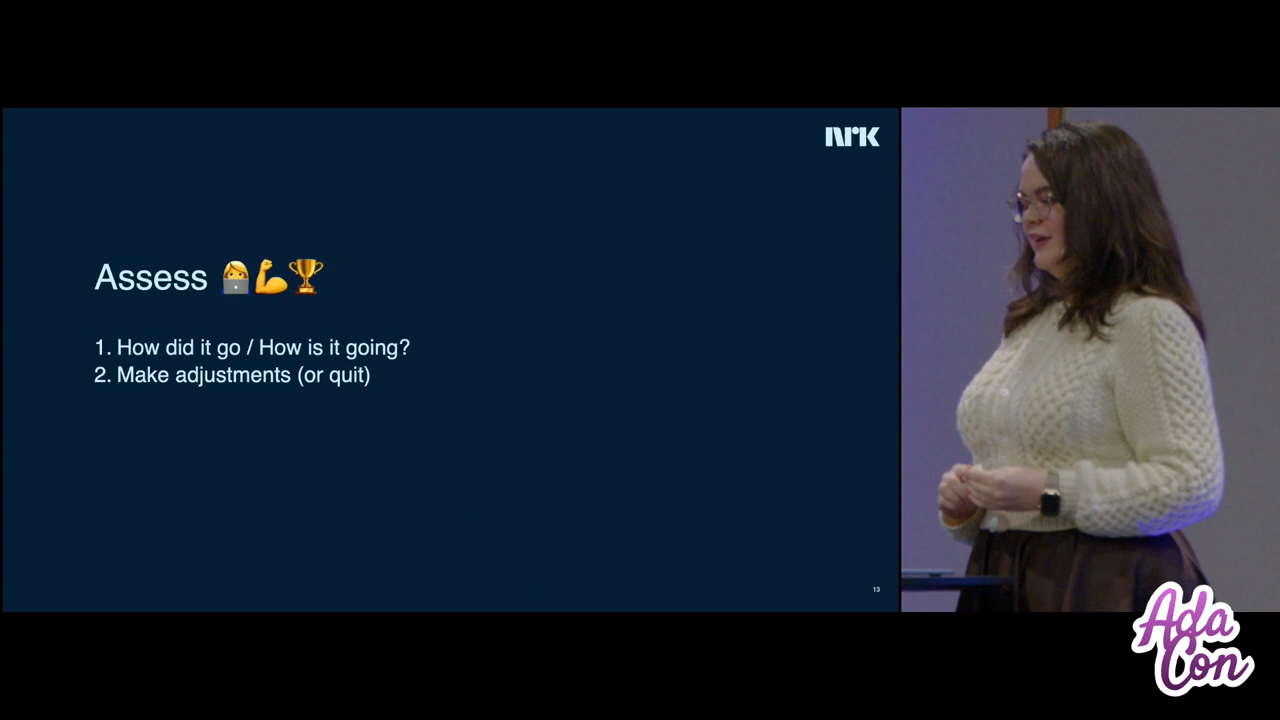 NRK
Assess 👩‍💻💪🏆
1. How did it go / How is it going?
2. Make adjustments (or quit)
13
Ada
Con